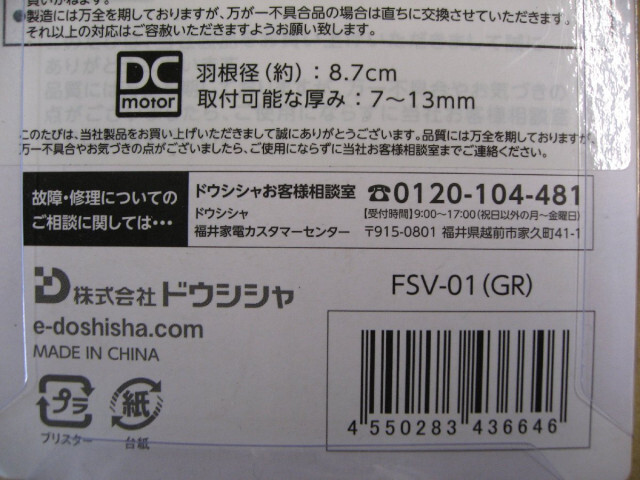 ●製造には万全を期しておりますが、万が一不具合品の場合は直ちに交換させていただきます。
それ以上の対応はご容赦いただきますようお願い致します。
DC motor
羽根径（約）：8.7cm
取付可能な厚み：7～13mm
このたびは、当社製品をお買い上げいただきまして誠にありがとうございます。品質には万全を期しておりますが、
万一不具合やお気づきの点がございましたら、ご使用にならずに当社お客様相談室までご連絡ください。
故障・修理についての
ご相談に関しては・・・
ドウシシャお客様相談室 ☎0120-104-481
ドウシシャ 【受付時間】9:00～17:00（祝日以外の月～金曜日）
福井家電カスタマーセンター 〒915-0801 福井県越前市家久町41-1
株式会社ドウシシャ
e-doshisha.com
MADE IN CHINA
FSV-01（GR）
プラ 紙
ブリスター 台紙
4 550283 436646